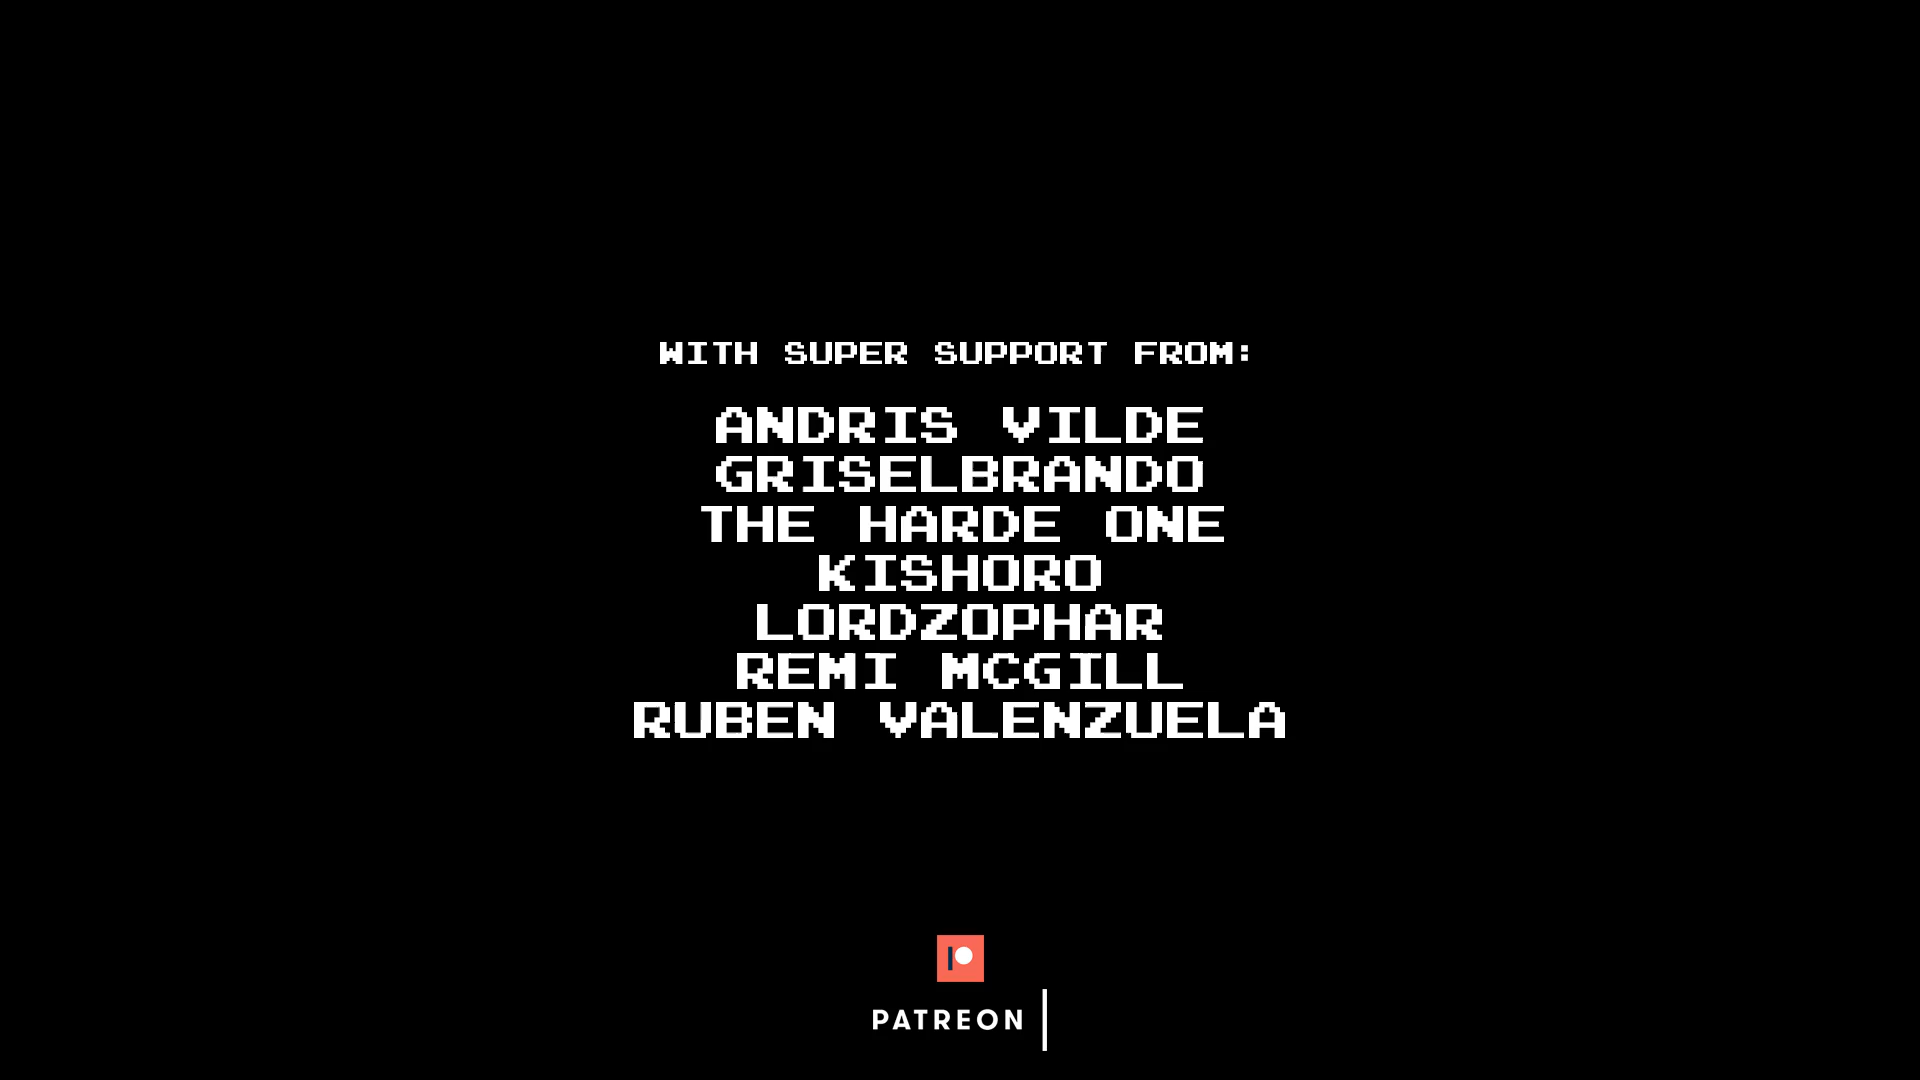 WITH SUPER SUPPORT FROM:
ANDRIS VILDE
GRISELBRANDO
THE HARDE ONE
KISHORO
LORDZOPHAR
REMI MCGILL
RUBEN VALENZUELA
PATREON